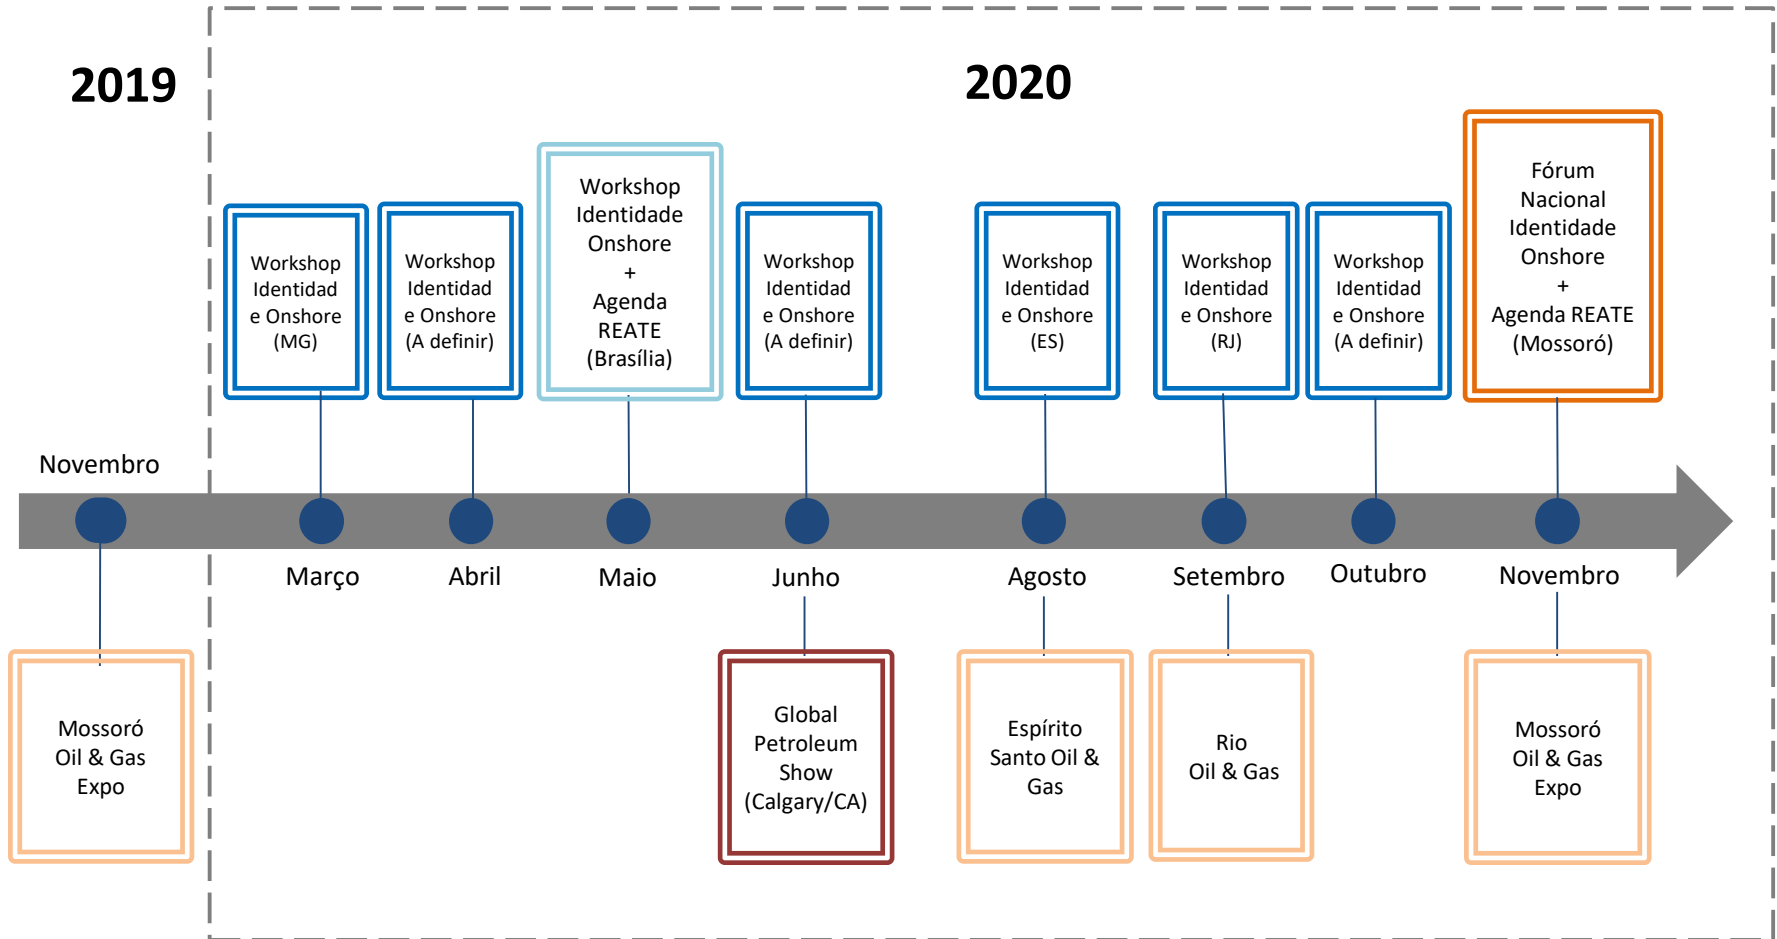 2019
2020
Workshop
Identidad
e Onshore
(MG)
Workshop
Identidad
e Onshore
(A definir)
Workshop
Identidade
Onshore
+
Agenda
REATE
(Brasília)
Workshop
Identidad
e Onshore
(A definir)
Workshop
Identidad
e Onshore
(ES)
Workshop
Identidad
e Onshore
(RJ)
Workshop
Identidad
e Onshore
(A definir)
Fórum
Nacional
Identidade
Onshore
+
Agenda REATE
(Mossoró)
Novembro
Março
Abril
Maio
Junho
Agosto
Setembro
Outubro
Novembro
Mossoró
Oil & Gas
Expo
Global
Petroleum
Show
(Calgary/CA)
Espírito
Santo Oil &
Gas
Rio
Oil & Gas
Mossoró
Oil & Gas
Expo